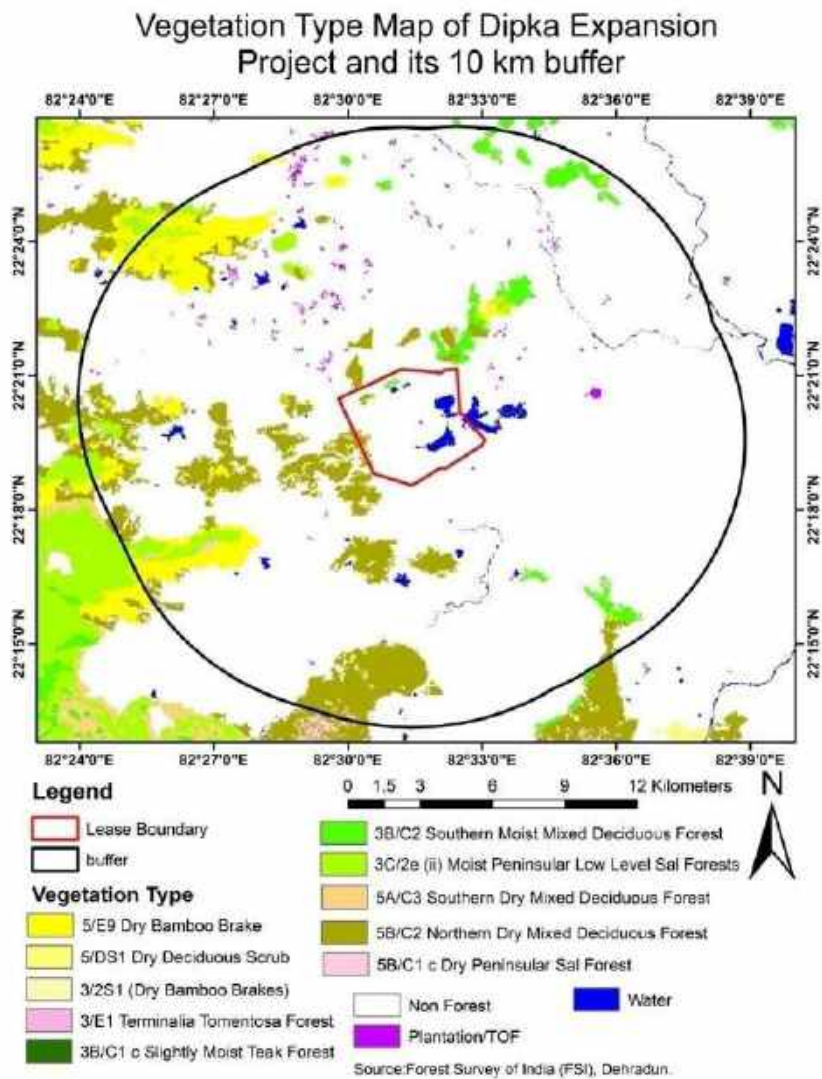 Vegetation Type Map of Dipka Expansion
Project and its 10 km buffer
82°24'0"E 82°27'0"E 82°30'0"E 82°33'0"E 82°36'0"E 82°39'0"E
22°24'0"N 22°24'0"N
22°21'0"N 22°21'0"N
22°18'0"N 22°18'0"N
22°15'0"N 22°15'0"N
82°24'0"E 82°27'0"E 82°30'0"E 82°33'0"E 82°36'0"E 82°39'0"E
0 1.5 3 6 9 12 Kilometers
N
Legend
Lease Boundary
buffer
Vegetation Type
5/E9 Dry Bamboo Brake
5/DS1 Dry Deciduous Scrub
3/2S1 (Dry Bamboo Brakes)
3/E1 Terminalia Tomentosa Forest
3B/C1 c Slightly Moist Teak Forest
3B/C2 Southern Moist Mixed Deciduous Forest
3C/2e (ii) Moist Peninsular Low Level Sal Forests
5A/C3 Southern Dry Mixed Deciduous Forest
5B/C2 Northern Dry Mixed Deciduous Forest
5B/C1 c Dry Peninsular Sal Forest
Non Forest
Water
Plantation/TOF
Source:Forest Survey of India (FSI), Dehradun.